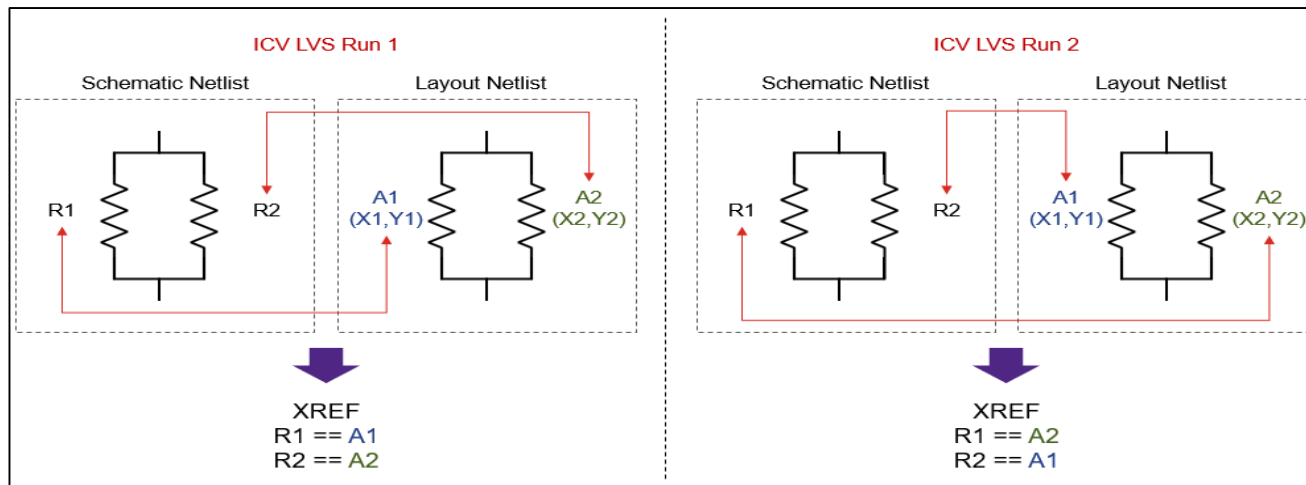 ICV LVS Run 1
Schematic Netlist
Layout Netlist
R1
R2
A1
(X1,Y1)
A2
(X2,Y2)
XREF
R1 == A1
R2 == A2
ICV LVS Run 2
Schematic Netlist
Layout Netlist
R1
R2
A1
(X1,Y1)
A2
(X2,Y2)
XREF
R1 == A2
R2 == A1